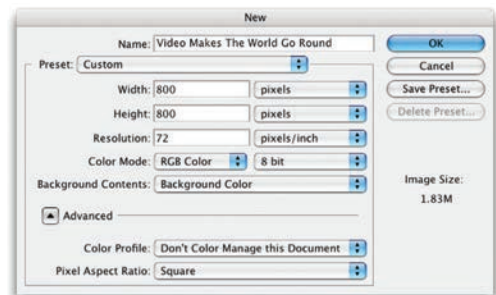 New
Name: Video Makes The World Go Round
OK
Preset: Custom
Cancel
Width: 800 pixels
Save Preset...
Height: 800 pixels
Delete Preset...
Resolution: 72 pixels/inch
Color Mode: RGB Color 8 bit
Background Contents: Background Color
Image Size:
1.83M
Advanced
Color Profile: Don't Color Manage this Document
Pixel Aspect Ratio: Square